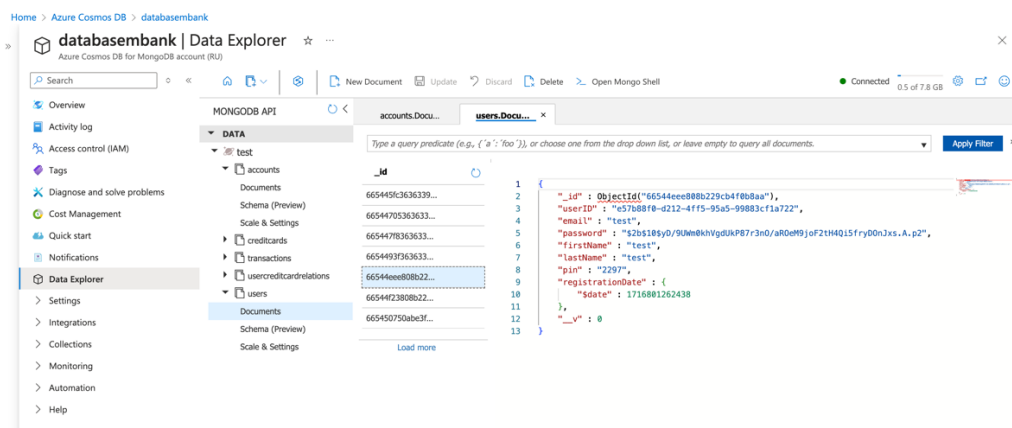 Home > Azure Cosmos DB > databasembank
databasembank | Data Explorer
Azure Cosmos DB for MongoDB account (RU)
Search
Overview
Activity log
Access control (IAM)
Tags
Diagnose and solve problems
Cost Management
Quick start
Notifications
Data Explorer
Settings
Integrations
Collections
Monitoring
Automation
Help
New Document Update Discard Delete Open Mongo Shell
Connected 0.5 of 7.8 GB
MONGODB API
DATA
test
accounts
Documents
Schema (Preview)
Scale & Settings
creditcards
transactions
usercreditcardrelations
users
Documents
Schema (Preview)
Scale & Settings
accounts.Docu... users.Docu...
Type a query predicate (e.g., {´a´:´foo´}), or choose one from the drop down list, or leave empty to query all documents. Apply Filter
_id
665445fc3636339...
66544705363633...
665447f8363633...
6654493f363633...
66544eee808b22...
66544f23808b22...
665450750abe3f...
Load more
1 {
2 "_id" : ObjectId("66544eee808b229cb4f0b8aa"),
3 "userID" : "e57b88f0-d212-4ff5-95a5-99883cf1a722",
4 "email" : "test",
5 "password" : "$2b$10$yD/9UWm0khVgdUkP87r3nO/aROeM9joF2tH4Qi5fryDOnJxs.A.p2",
6 "firstName" : "test",
7 "lastName" : "test",
8 "pin" : "2297",
9 "registrationDate" : {
10 "$date" : 1716801262438
11 },
12 "__v" : 0
13 }